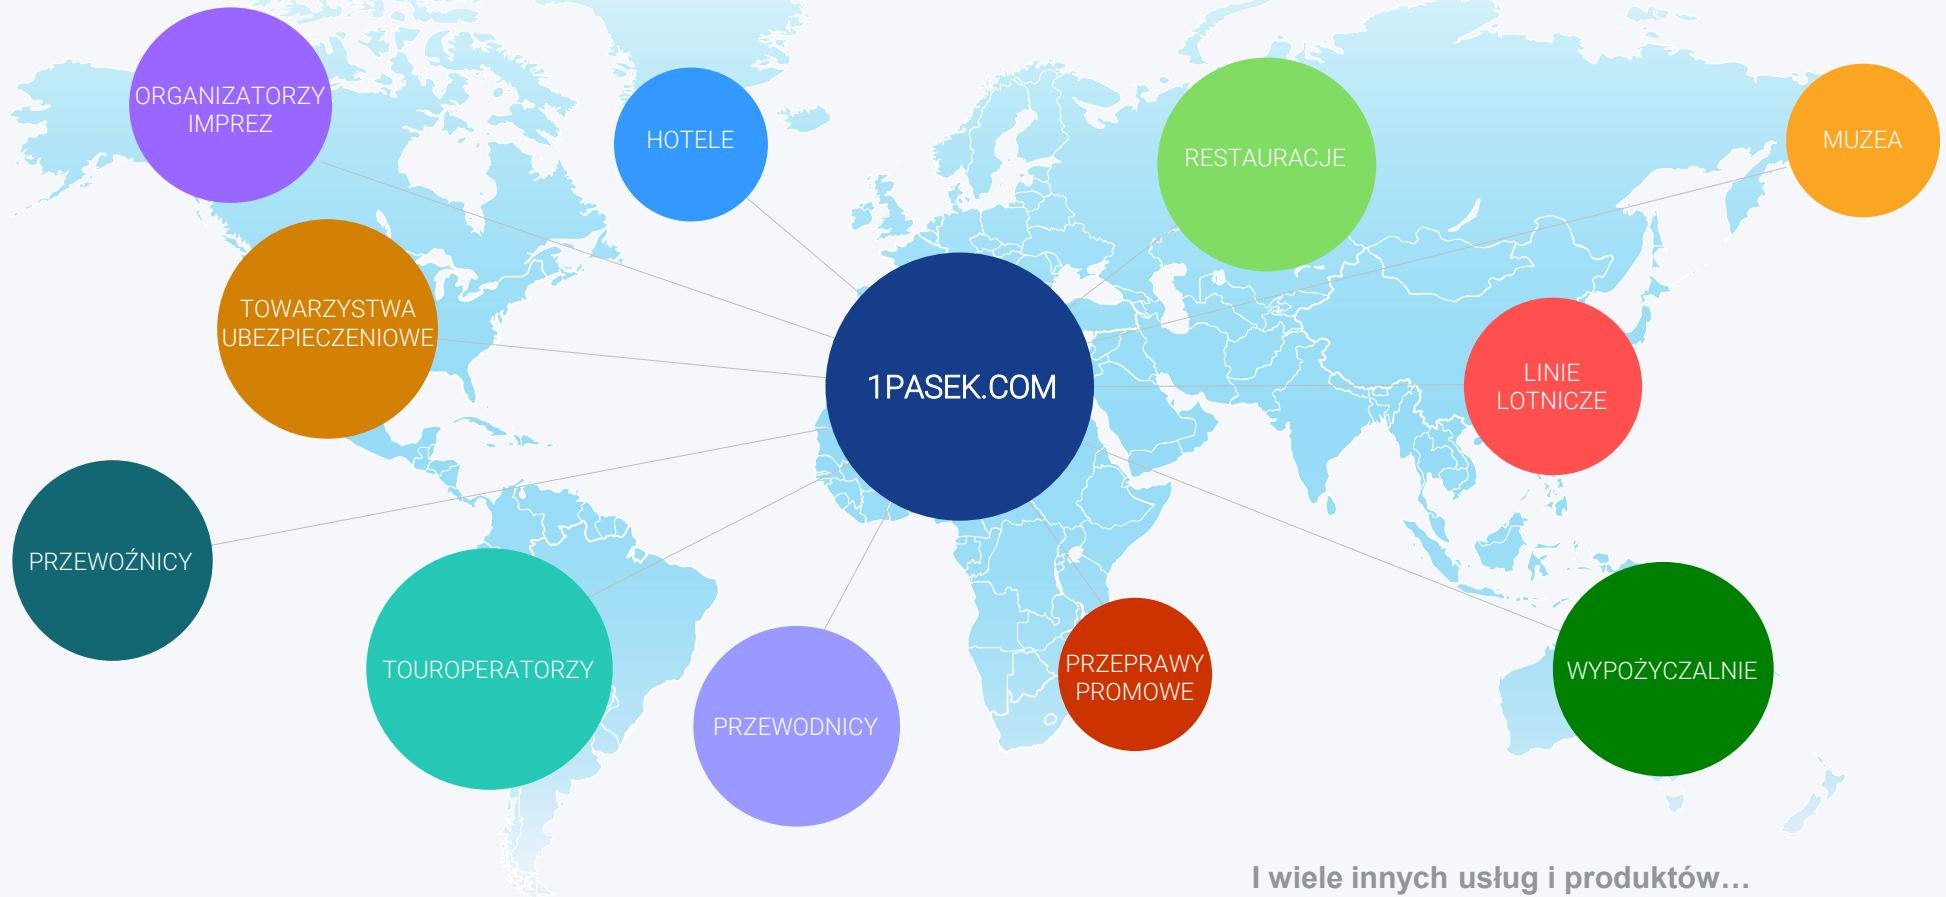 ORGANIZATORZY
IMPREZ
HOTELE
RESTAURACJE
MUZEA
TOWARZYSTWA
UBEZPIECZENIOWE
1PASEK.COM
LINIE
LOTNICZE
PRZEWOŹNICY
TOUROPERATORZY
PRZEWODNICY
PRZEPRAWY
PROMOWE
WYPOŻYCZALNIE
I wiele innych usług i produktów...